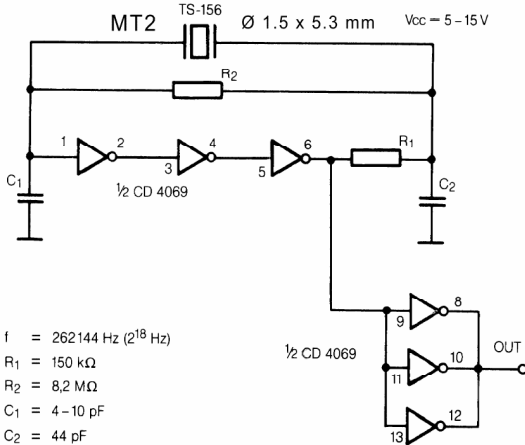 TS-156
MT2 Ø 1.5 x 5.3 mm Vcc = 5-15 V
R2
1 2 4 6 R1
3 5
C1 C2
½ CD 4069
9 8
½ CD 4069
11 10 OUT
13 12
f = 262144 Hz (2¹⁸ Hz)
R1 = 150 kΩ
R2 = 8,2 MΩ
C1 = 4-10 pF
C2 = 44 pF